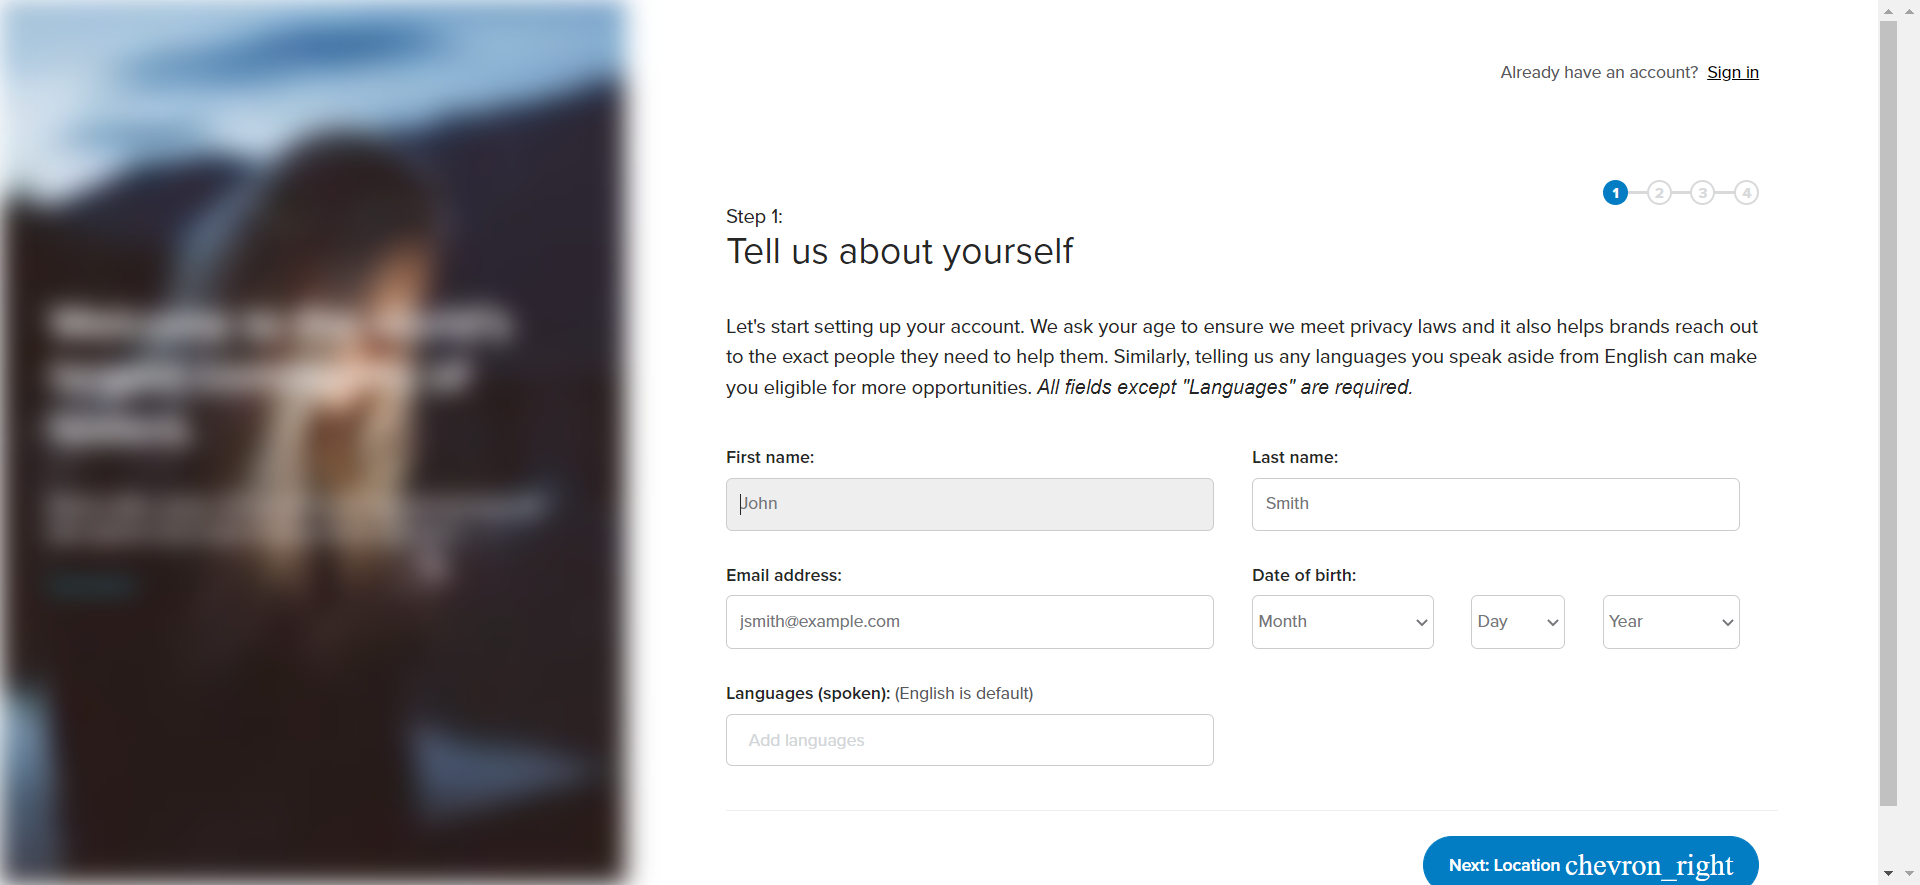 Already have an account? Sign in
1 2 3 4
Step 1:
Tell us about yourself
Let's start setting up your account. We ask your age to ensure we meet privacy laws and it also helps brands reach out
to the exact people they need to help them. Similarly, telling us any languages you speak aside from English can make
you eligible for more opportunities. All fields except "Languages" are required.
First name:
Last name:
John
Smith
Email address:
Date of birth:
jsmith@example.com
Month
Day
Year
Languages (spoken): (English is default)
Add languages
Next: Location chevron_right